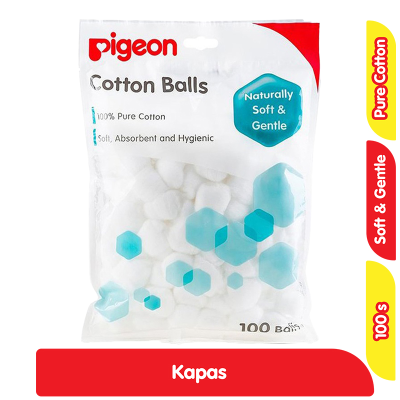 pigeon
Cotton Balls
100% Pure Cotton
Soft, Absorbent and Hygienic
Naturally
Soft &
Gentle
100 Balls
Pure Cotton
Soft & Gentle
100 s
Kapas